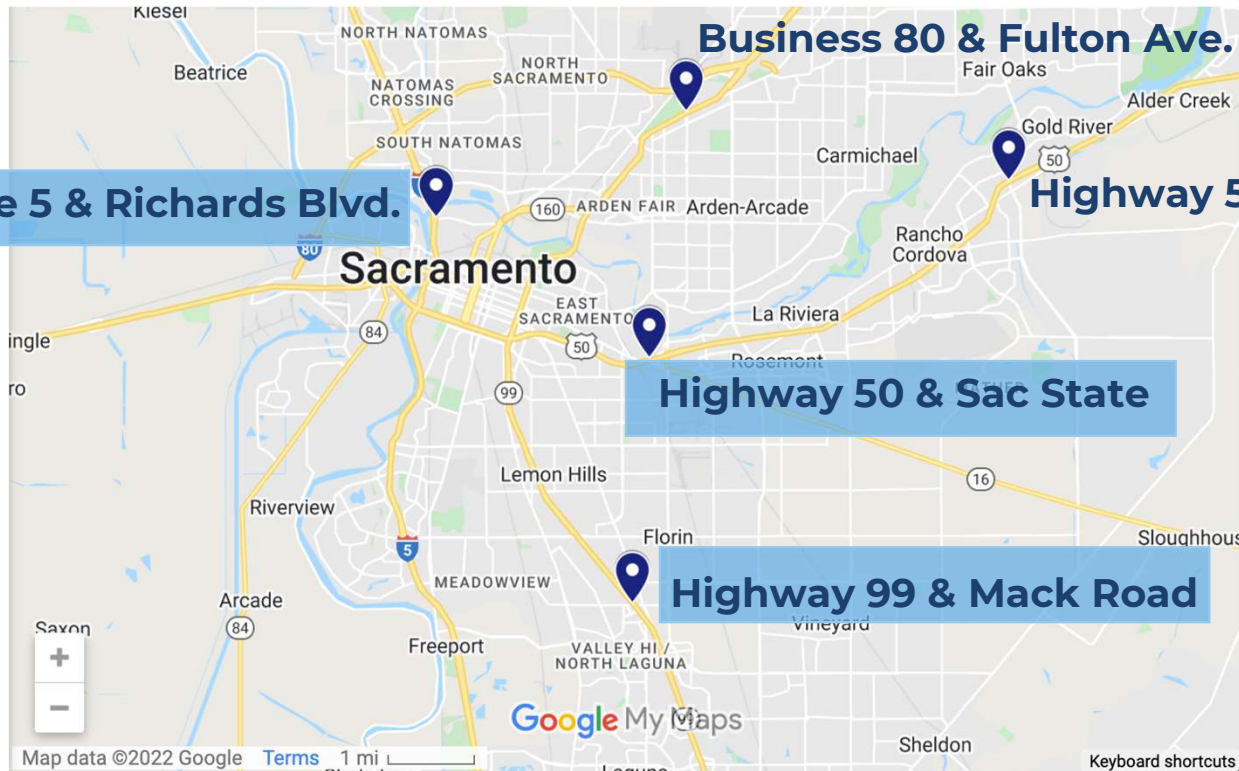 Kiesel
NORTH NATOMAS
Business 80 & Fulton Ave.
Beatrice
NORTH
SACRAMENTO
Fair Oaks
NATOMAS
CROSSING
Alder Creek
Gold River
SOUTH NATOMAS
Carmichael
50
e 5 & Richards Blvd.
160
ARDEN FAIR
Arden-Arcade
Highway 5
80
Rancho
Cordova
Sacramento
EAST
SACRAMENTO
La Riviera
84
ingle
50
Rosemont
ro
99
Highway 50 & Sac State
MATHER
Lemon Hills
16
Riverview
Florin
Sloughhous
5
MEADOWVIEW
Highway 99 & Mack Road
Arcade
Vineyard
Saxon
84
Freeport
VALLEY HI /
NORTH LAGUNA
+
−
Google My Maps
Sheldon
Map data ©2022 Google Terms 1 mi
Keyboard shortcuts
Laguna